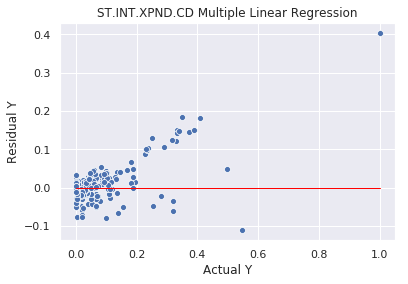 ST.INT.XPND.CD Multiple Linear Regression
0.4
0.3
0.2
0.1
0.0
−0.1
Residual Y
0.0 0.2 0.4 0.6 0.8 1.0
Actual Y